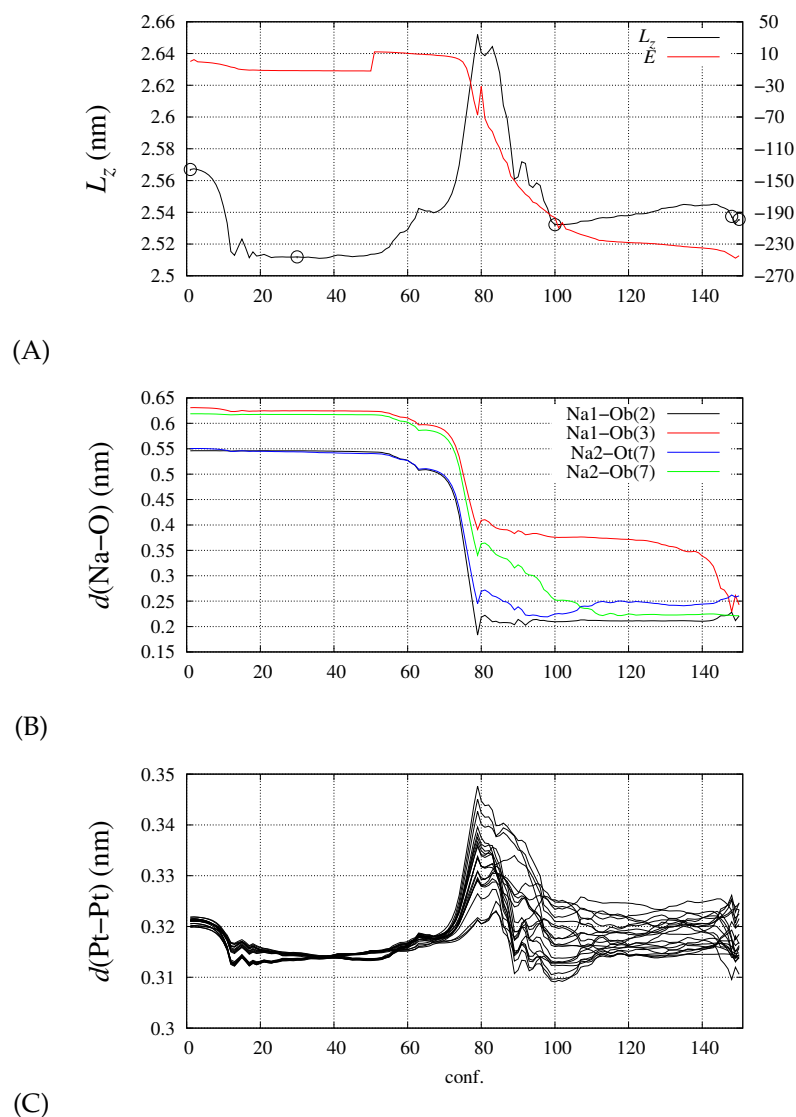 2.66
2.64
2.62
2.6
2.58
2.56
2.54
2.52
2.5
L_z (nm)
50
10
−30
−70
−110
−150
−190
−230
−270
L_z
E
0 20 40 60 80 100 120 140
(A)
0.65
0.6
0.55
0.5
0.45
0.4
0.35
0.3
0.25
0.2
0.15
d(Na−O) (nm)
Na1−Ob(2)
Na1−Ob(3)
Na2−Ot(7)
Na2−Ob(7)
0 20 40 60 80 100 120 140
(B)
0.35
0.34
0.33
0.32
0.31
0.3
d(Pt−Pt) (nm)
0 20 40 60 80 100 120 140
conf.
(C)